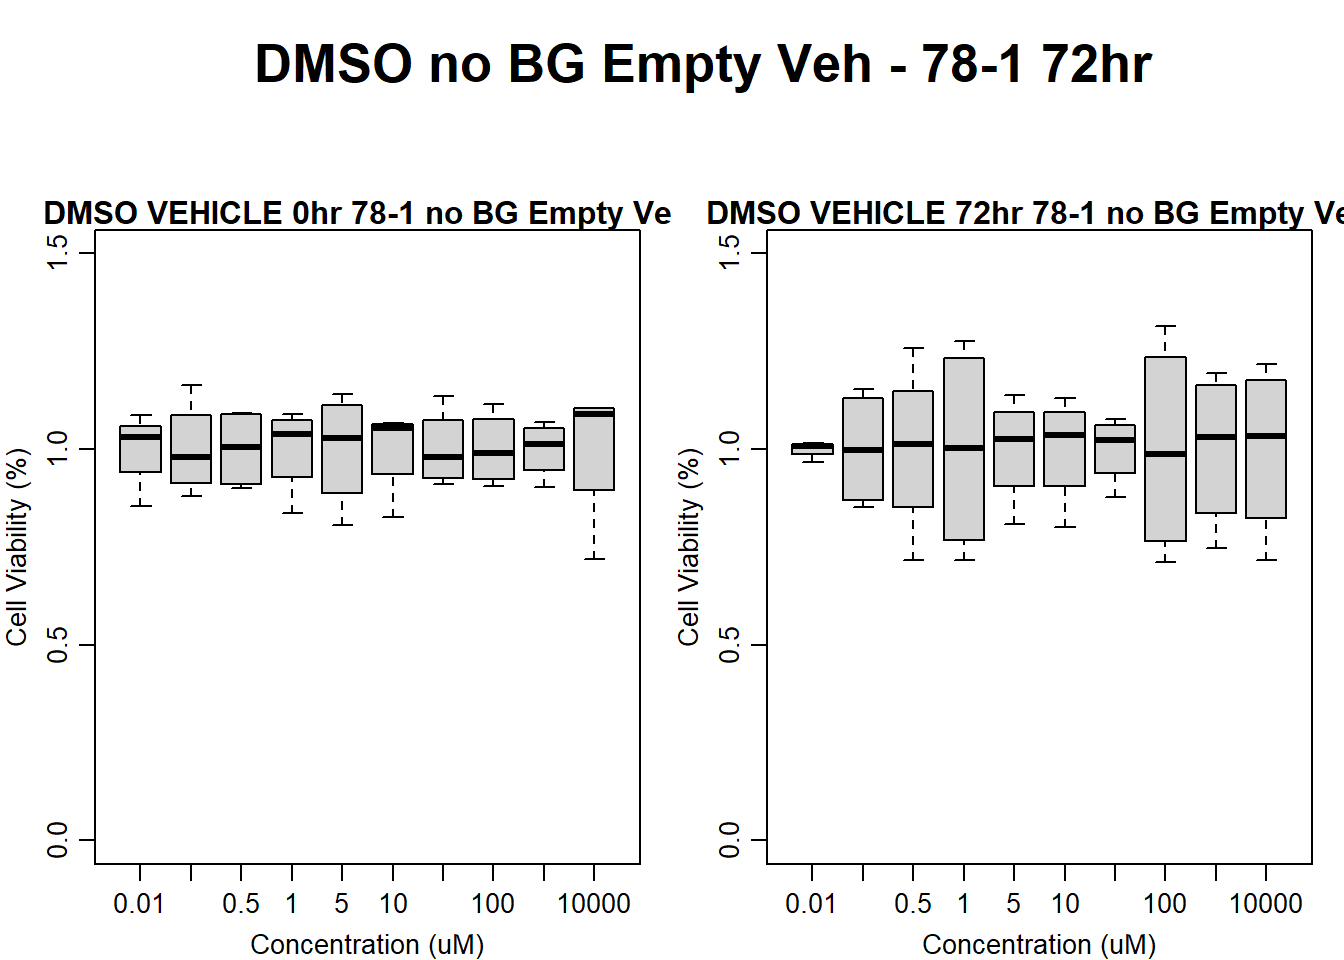 DMSO no BG Empty Veh - 78-1 72hr
DMSO VEHICLE 0hr 78-1 no BG Empty Ve
Cell Viability (%)
1.5
1.0
0.5
0.0
0.01 0.5 1 5 10 100 10000
Concentration (uM)
DMSO VEHICLE 72hr 78-1 no BG Empty Ve
Cell Viability (%)
1.5
1.0
0.5
0.0
0.01 0.5 1 5 10 100 10000
Concentration (uM)